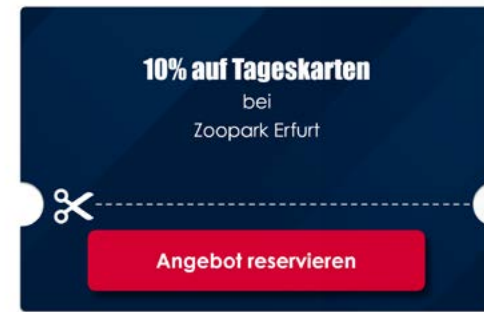 10% auf Tageskarten
bei
Zoopark Erfurt
Angebot reservieren